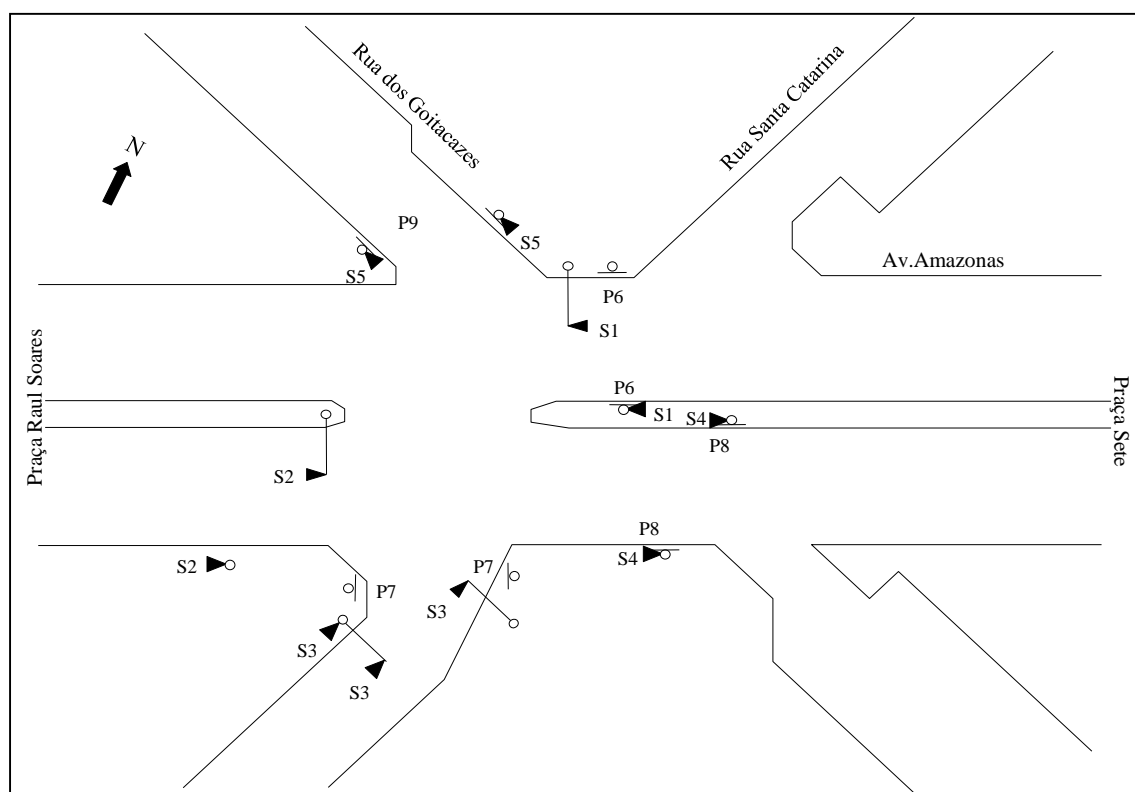 Rua dos Goitacazes
Rua Santa Catarina
N
P9
S5
S5
Av.Amazonas
P6
S1
Praça Raul Soares
P6
S1
S4
P8
Praça Sete
S2
P8
S2
S4
P7
P7
S3
S3
S3